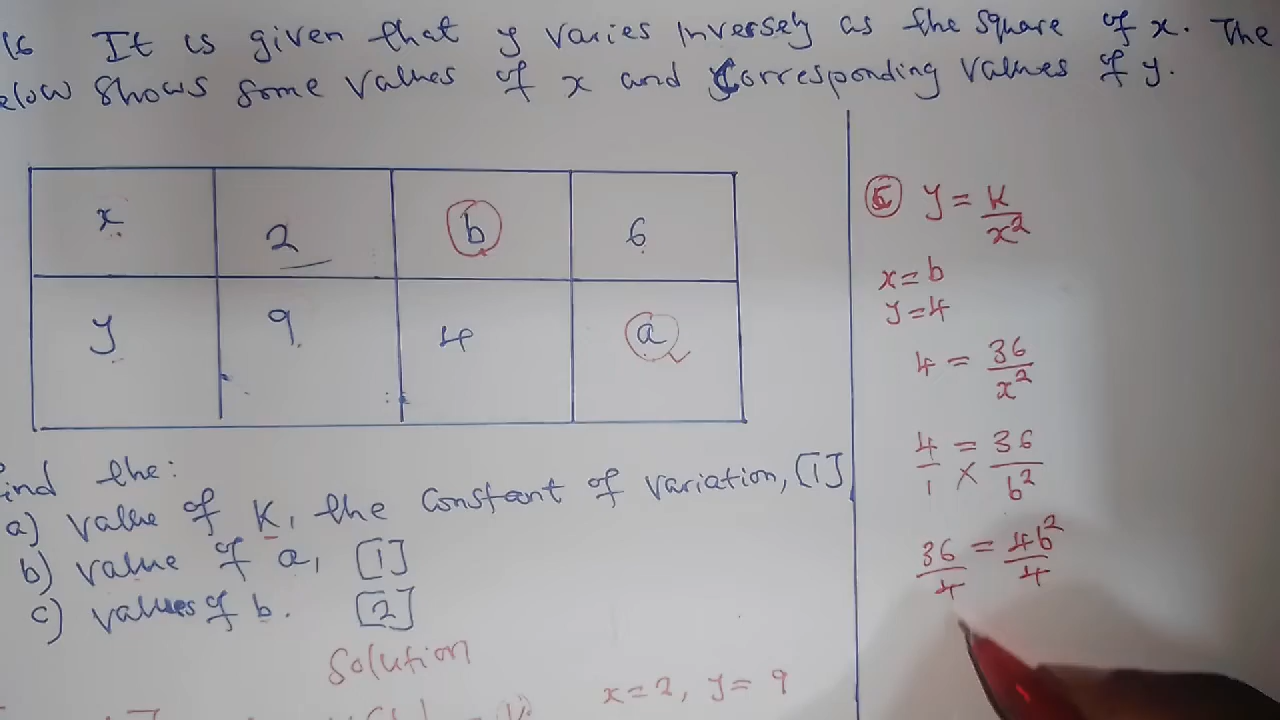 16 It is given that y varies inversely as the square of x. The
elow shows some values of x and corresponding values of y.
x 2 b 6
y 9 4 a
ind the:
a) value of K, the constant of variation, [1]
b) value of a, [1]
c) values of b. [2]
Solution
x=2, y=9
c y = K/x²
x=b
y=4
4 = 36/x²
4/1 × = 36/b²
36/4 = 4b²/4